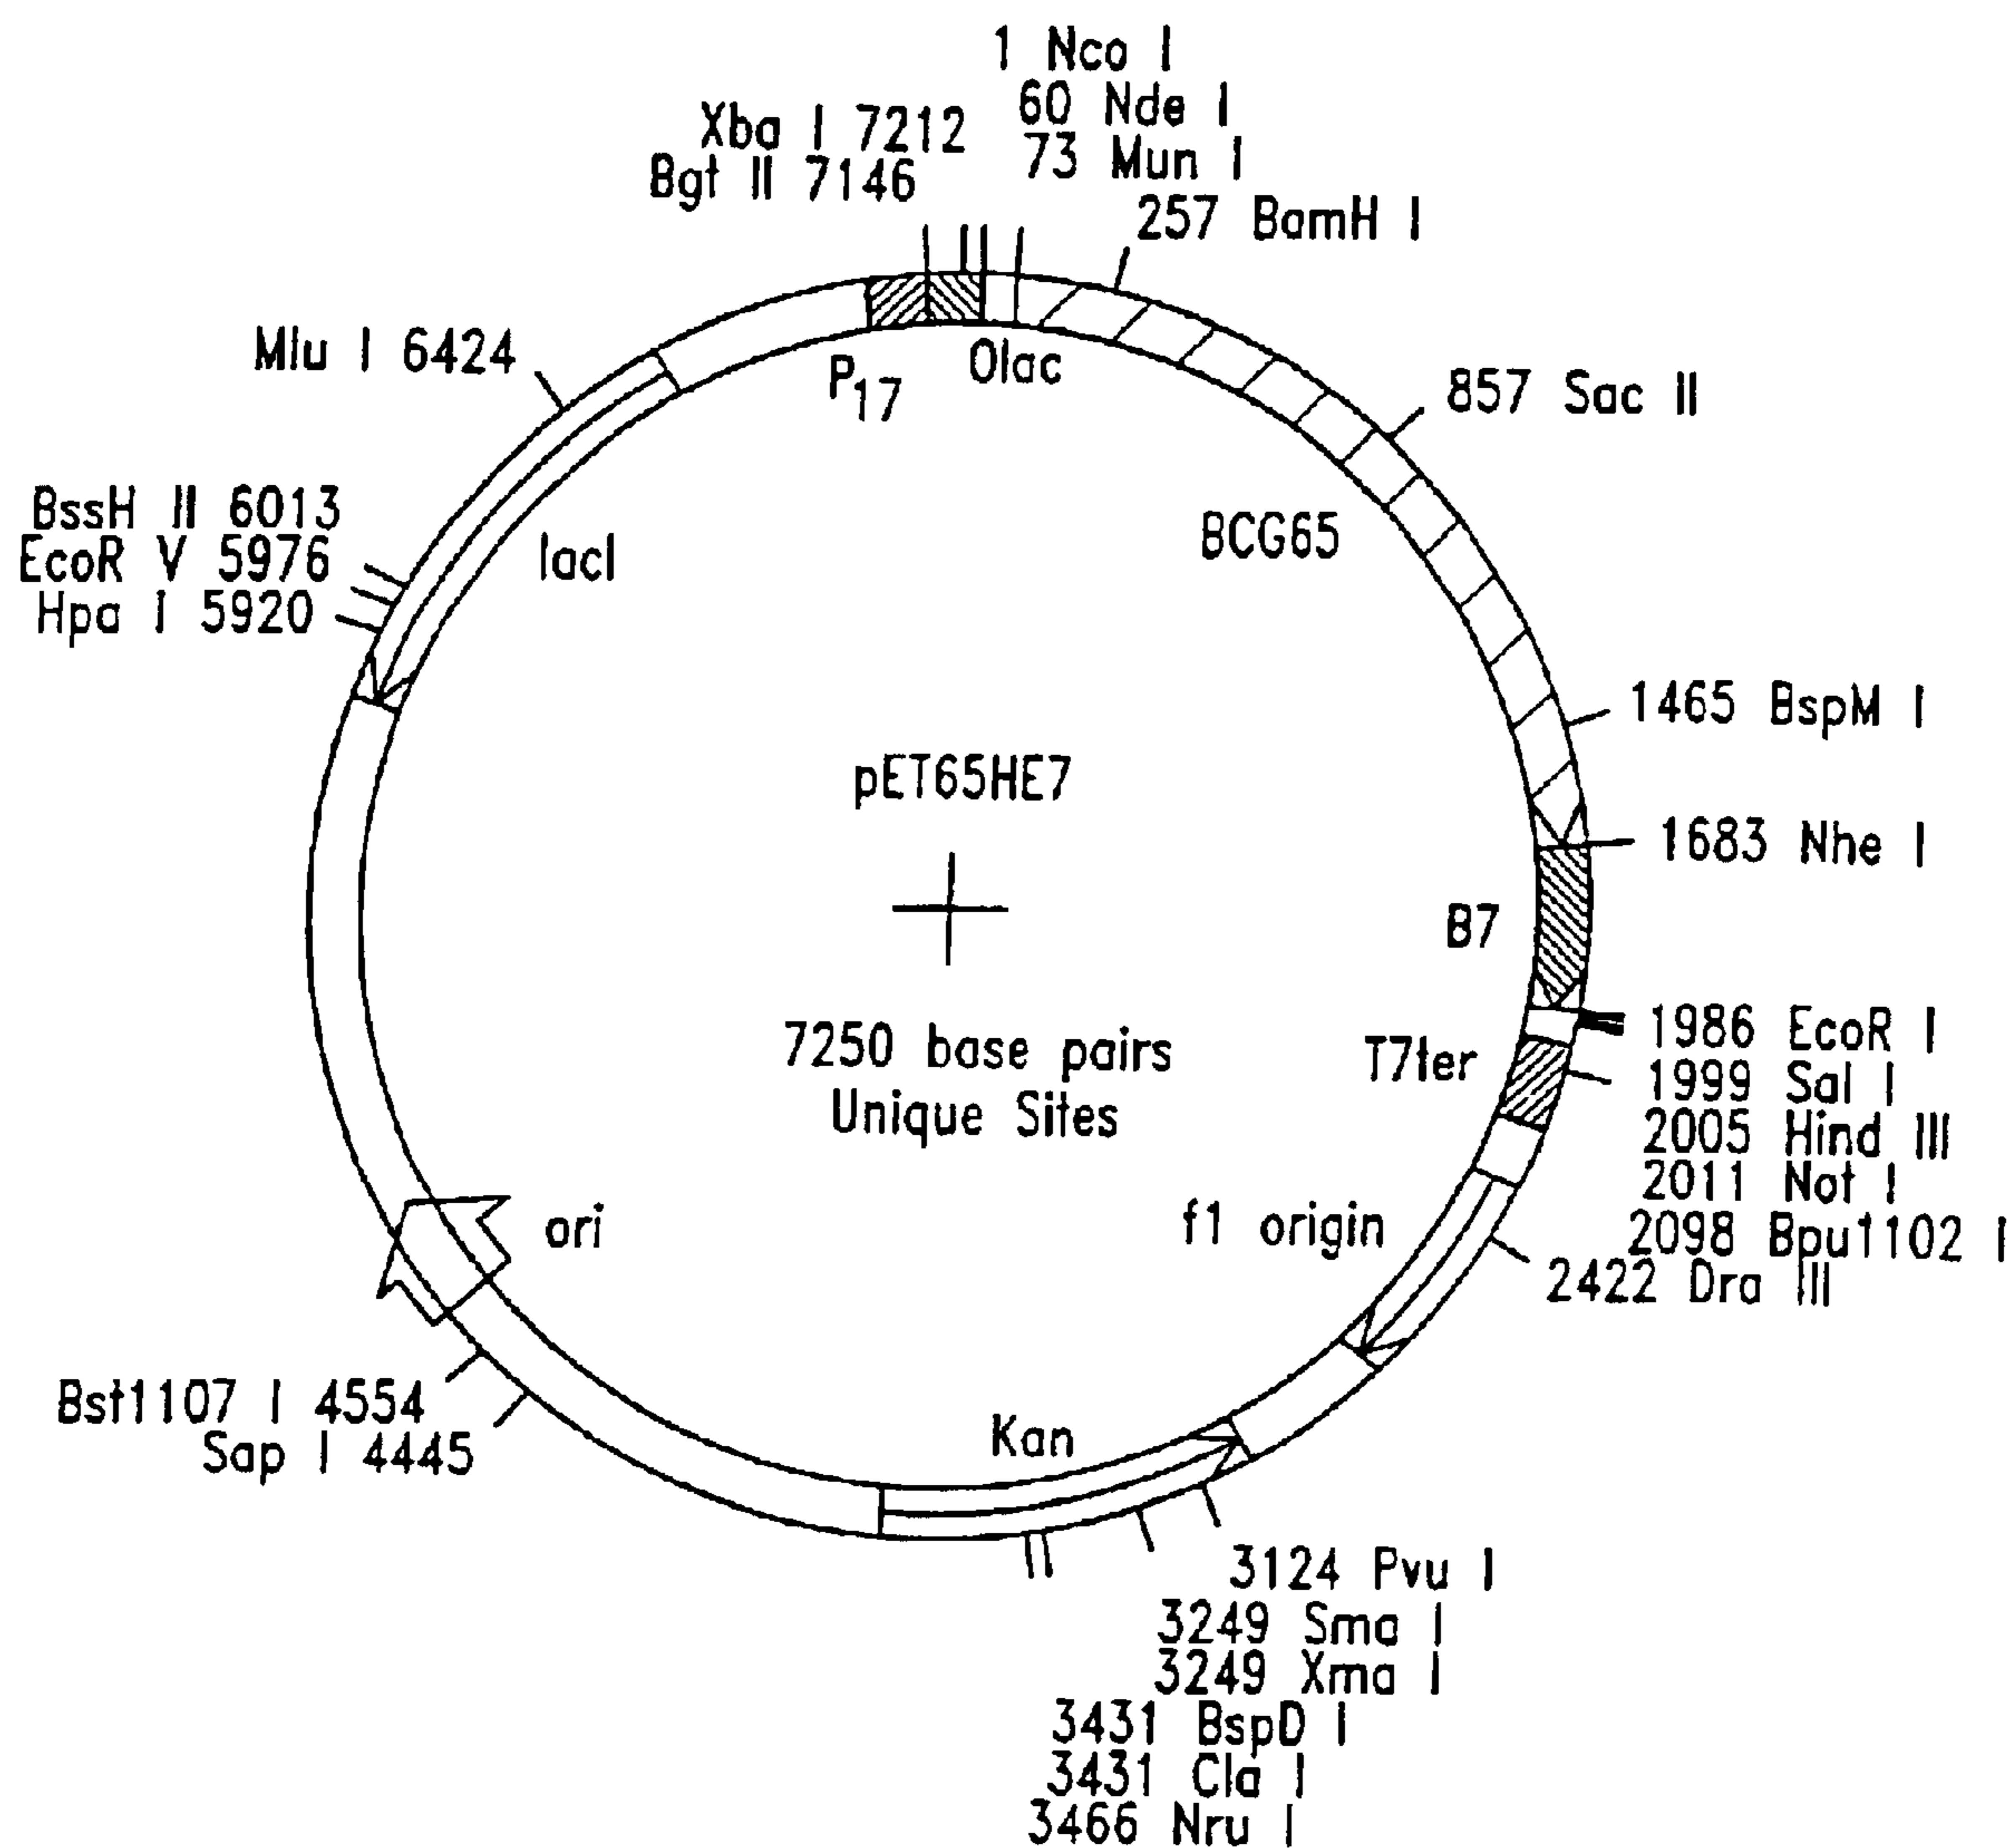 1 Nco I
60 Nde I
73 Mun I
257 BamH I
Xba I 7212
Bgt II 7146
Mlu I 6424
P17
Olac
857 Sac II
BCG65
BssH II 6013
EcoR V 5976
Hpa I 5920
lacI
1465 BspM I
pET65HE7
1683 Nhe I
B7
7250 base pairs
Unique Sites
T7ter
1986 EcoR I
1999 Sal I
2005 Hind III
2011 Not I
2098 Bpu1102 I
2422 Dra III
f1 origin
ori
Kan
Bst1107 I 4554
Sap I 4445
3124 Pvu I
3249 Sma I
3249 Xma I
3431 BspD I
3431 Cla I
3466 Nru I